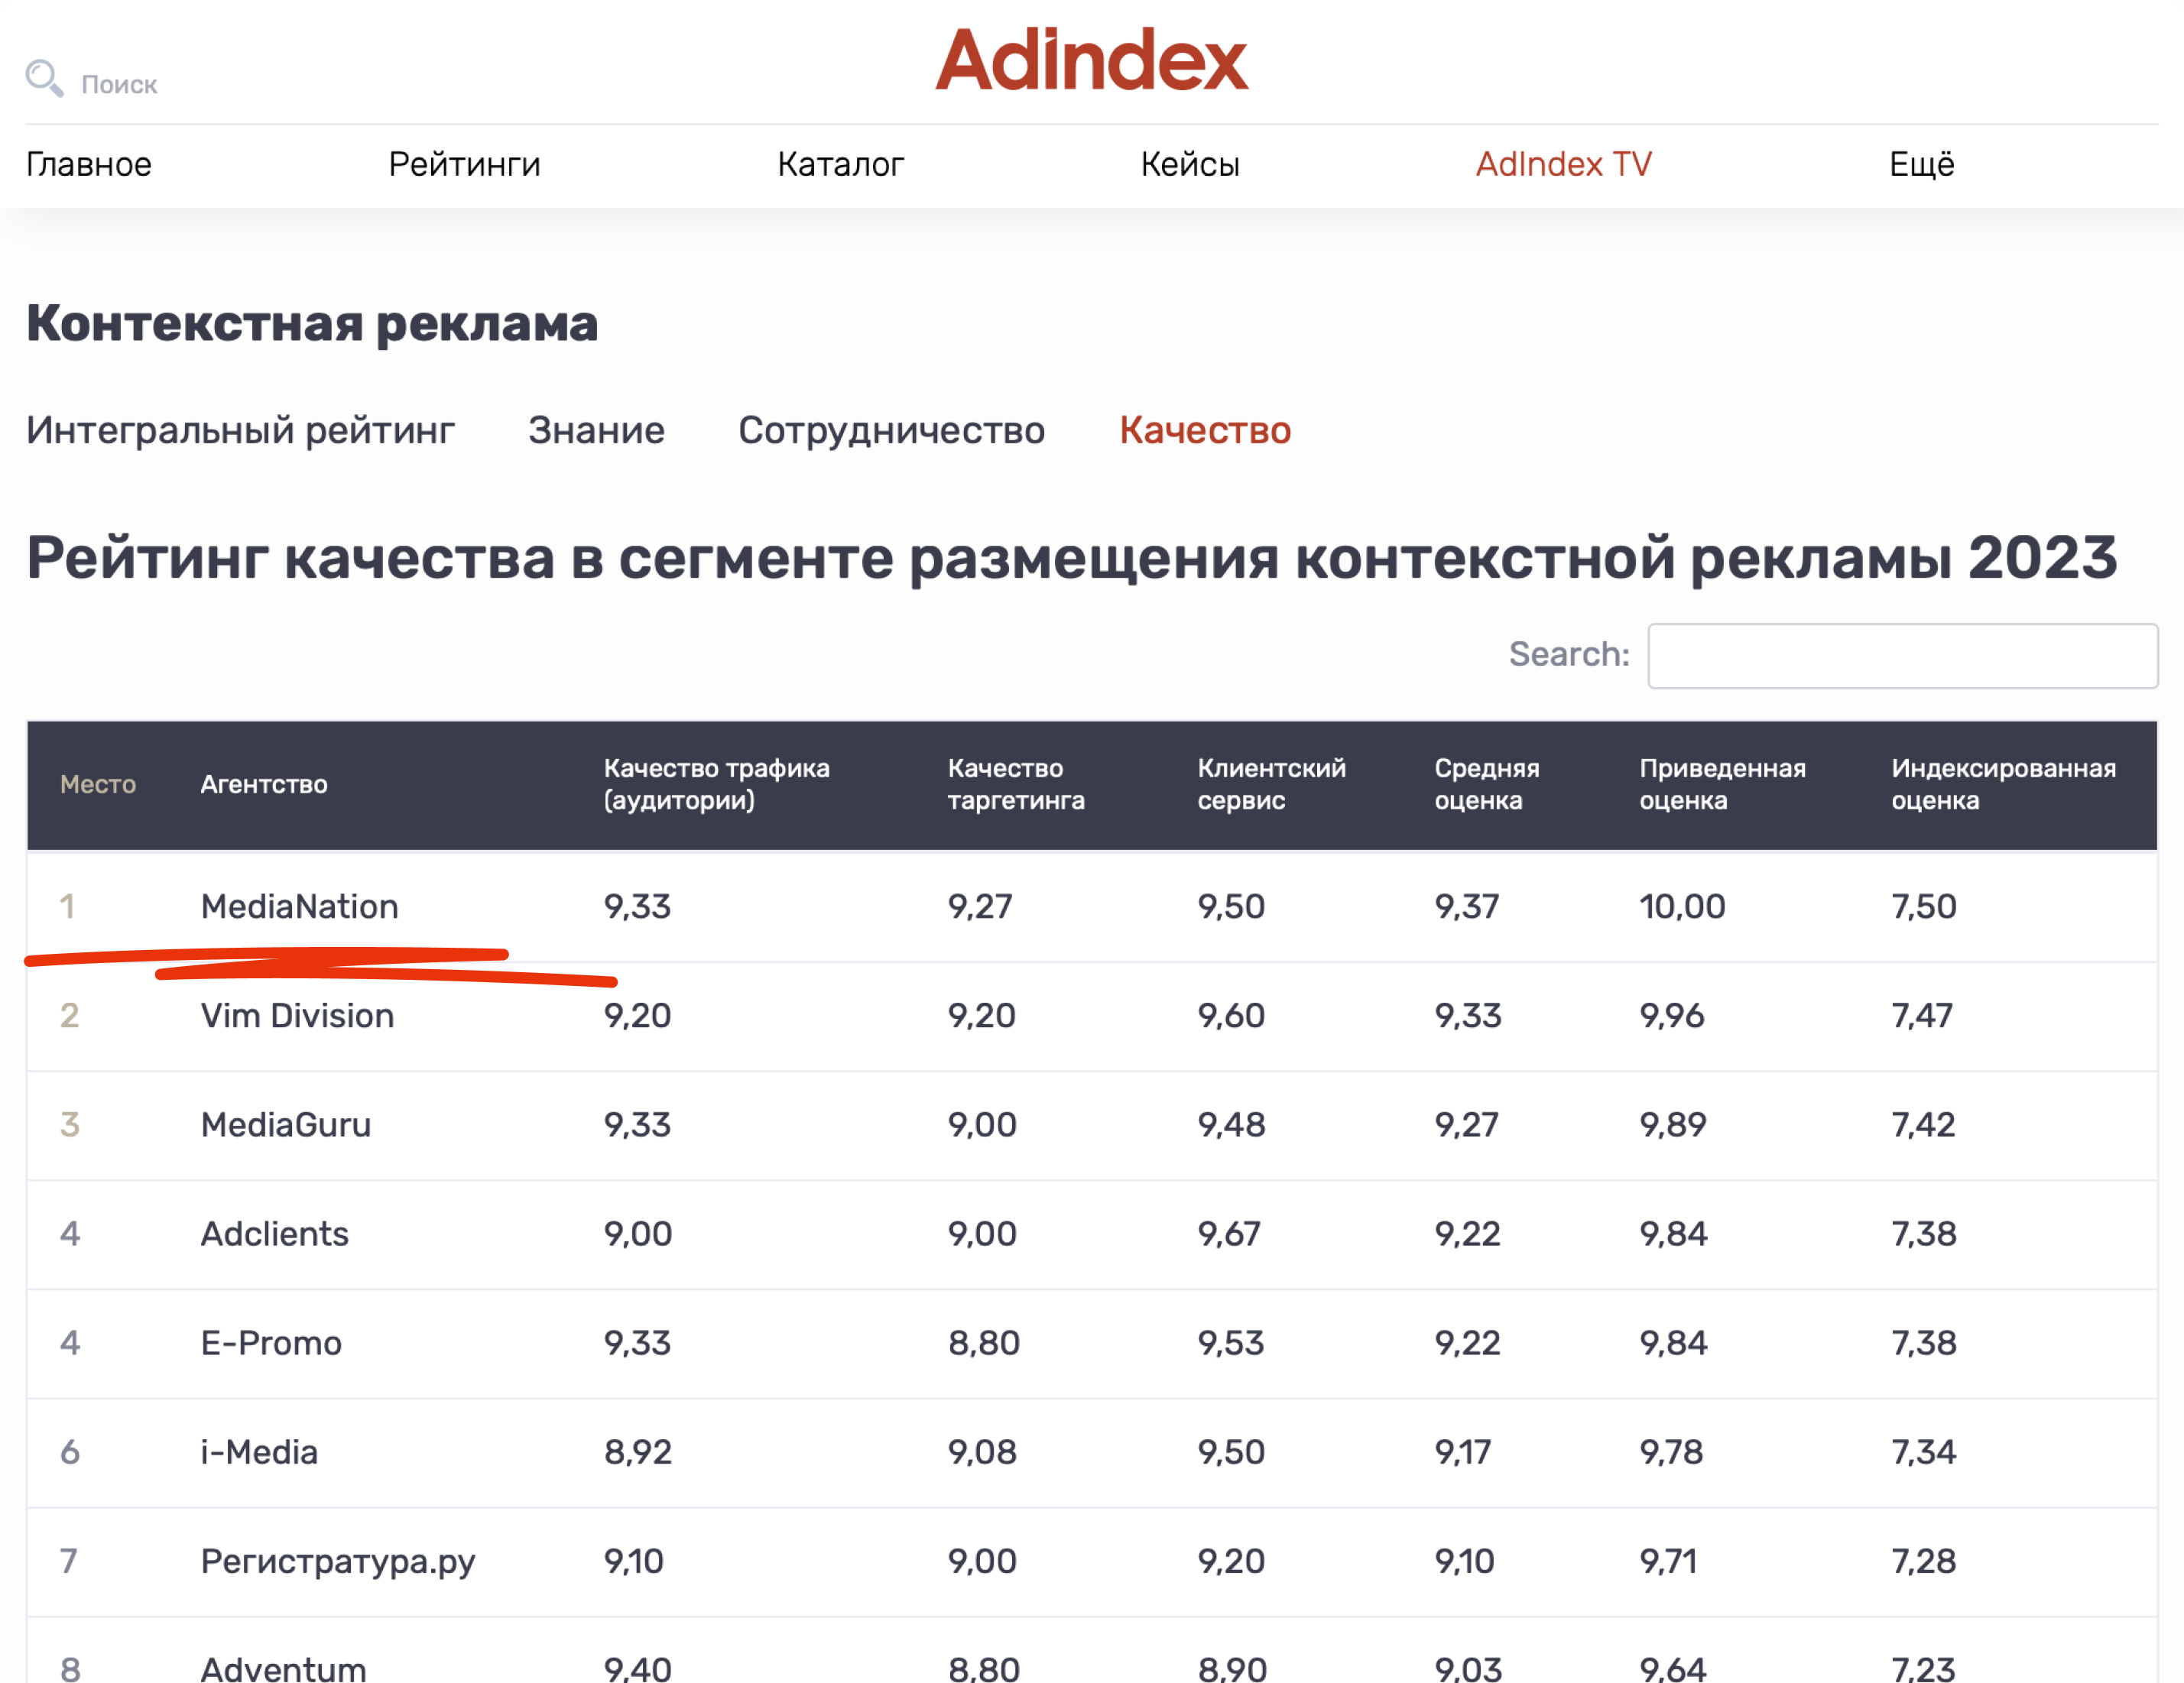 Поиск
Adindex
Главное Рейтинги Каталог Кейсы AdIndex TV Ещё
Контекстная реклама
Интегральный рейтинг Знание Сотрудничество Качество
Рейтинг качества в сегменте размещения контекстной рекламы 2023
Search:
Место Агентство Качество трафика (аудитории) Качество таргетинга Клиентский сервис Средняя оценка Приведенная оценка Индексированная оценка
1 MediaNation 9,33 9,27 9,50 9,37 10,00 7,50
2 Vim Division 9,20 9,20 9,60 9,33 9,96 7,47
3 MediaGuru 9,33 9,00 9,48 9,27 9,89 7,42
4 Adclients 9,00 9,00 9,67 9,22 9,84 7,38
4 E-Promo 9,33 8,80 9,53 9,22 9,84 7,38
6 i-Media 8,92 9,08 9,50 9,17 9,78 7,34
7 Регистратура.ру 9,10 9,00 9,20 9,10 9,71 7,28
8 Adventum 9,40 8,80 8,90 9,03 9,64 7,23